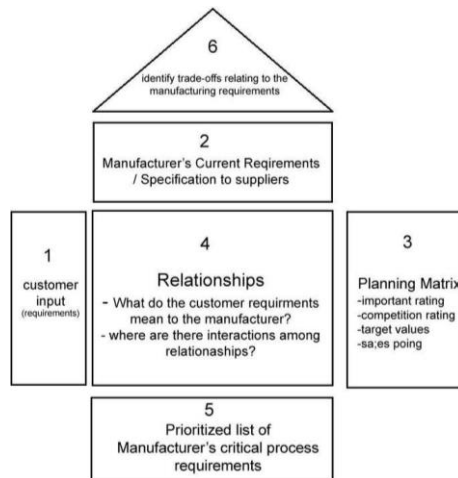 6
identify trade-offs relating to the
manufacturing requirements
2
Manufacturer's Current Reqirements
/ Specification to suppliers
1
customer
input
(requirements)
4
Relationships
- What do the customer requirments
mean to the manufacturer?
- where are there interactions among
relationaships?
3
Planning Matrix
-important rating
-competition rating
-target values
-sa;es poing
5
Prioritized list of
Manufacturer's critical process
requirements